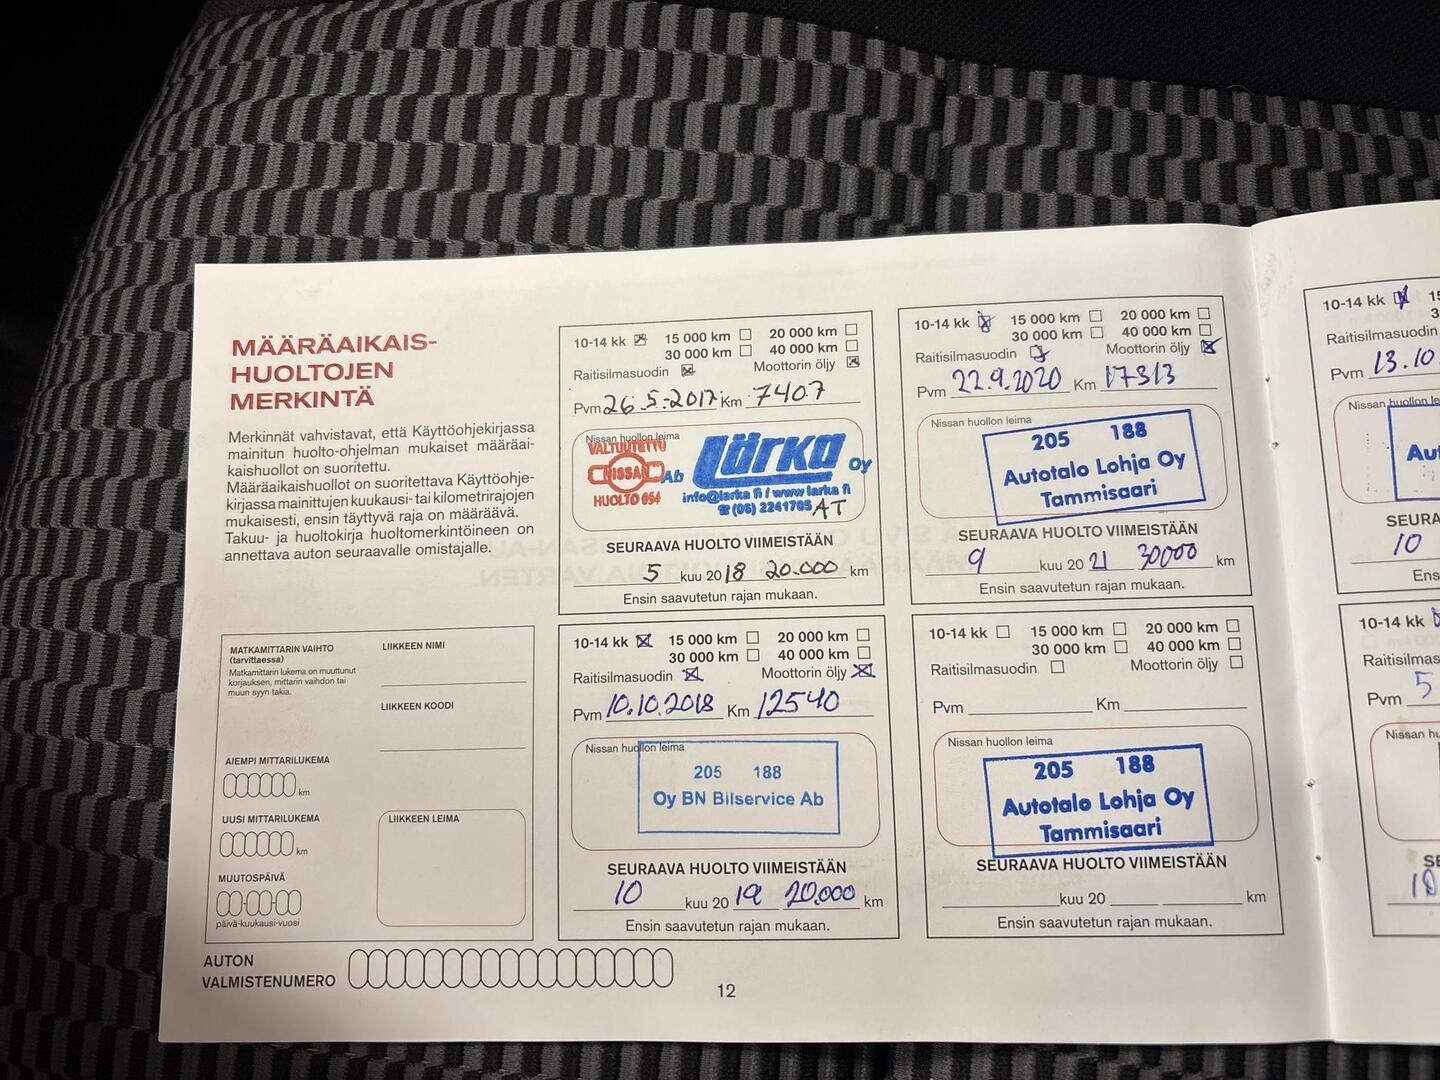 MÄÄRÄAIKAIS-
HUOLTOJEN
MERKINTÄ
Merkinnät vahvistavat, että Käyttöohjekirjassa
mainitun huolto-ohjelman mukaiset määräai-
kaishuollot on suoritettu.
Määräaikaishuollot on suoritettava Käyttöohje-
kirjassa mainittujen kuukausi- tai kilometrirajojen
mukaisesti, ensin täyttyvä raja on määräävä.
Takuu- ja huoltokirja huoltomerkintöineen on
annettava auton seuraavalle omistajalle.
MATKAMITTARIN VAIHTO
(tarvittaessa)
Matkamittarin lukema on muuttunut
korjauksen, mittarin vaihdon tai
muun syyn takia.
AIEMPI MITTARILUKEMA
km
UUSI MITTARILUKEMA
km
MUUTOSPÄIVÄ
päivä-kuukausi-vuosi
LIIKKEEN NIMI
LIIKKEEN KOODI
LIIKKEEN LEIMA
AUTON
VALMISTENUMERO
10-14 kk 15 000 km 20 000 km
30 000 km 40 000 km
Raitisilmasuodin Moottorin öljy
Pvm 26.5.2017 Km 7407
Nissan huollon leima
VALTUUTETTU
NISSAN
HUOLTO 054
Ab Lärka Oy
info@larka.fi / www.larka.fi
☎(06) 2241765 AT
SEURAAVA HUOLTO VIIMEISTÄÄN
5 kuu 2018 20.000 km
Ensin saavutetun rajan mukaan.
10-14 kk 15 000 km 20 000 km
30 000 km 40 000 km
Raitisilmasuodin Moottorin öljy
Pvm 10.10.2018 Km 12540
Nissan huollon leima
205 188
Oy BN Bilservice Ab
SEURAAVA HUOLTO VIIMEISTÄÄN
10 kuu 2019 20.000 km
Ensin saavutetun rajan mukaan.
10-14 kk 15 000 km 20 000 km
30 000 km 40 000 km
Raitisilmasuodin Moottorin öljy
Pvm 22.9.2020 Km 17313
Nissan huollon leima
205 188
Autotalo Lohja Oy
Tammisaari
SEURAAVA HUOLTO VIIMEISTÄÄN
9 kuu 2021 30000 km
Ensin saavutetun rajan mukaan.
10-14 kk 15 000 km 20 000 km
30 000 km 40 000 km
Raitisilmasuodin Moottorin öljy
Pvm Km
Nissan huollon leima
205 188
Autotalo Lohja Oy
Tammisaari
SEURAAVA HUOLTO VIIMEISTÄÄN
kuu 20 km
Ensin saavutetun rajan mukaan.
12
10-14 kk
Raitisilmasuodin
Pvm 13.10
10
10-14 kk
Pvm 5
10